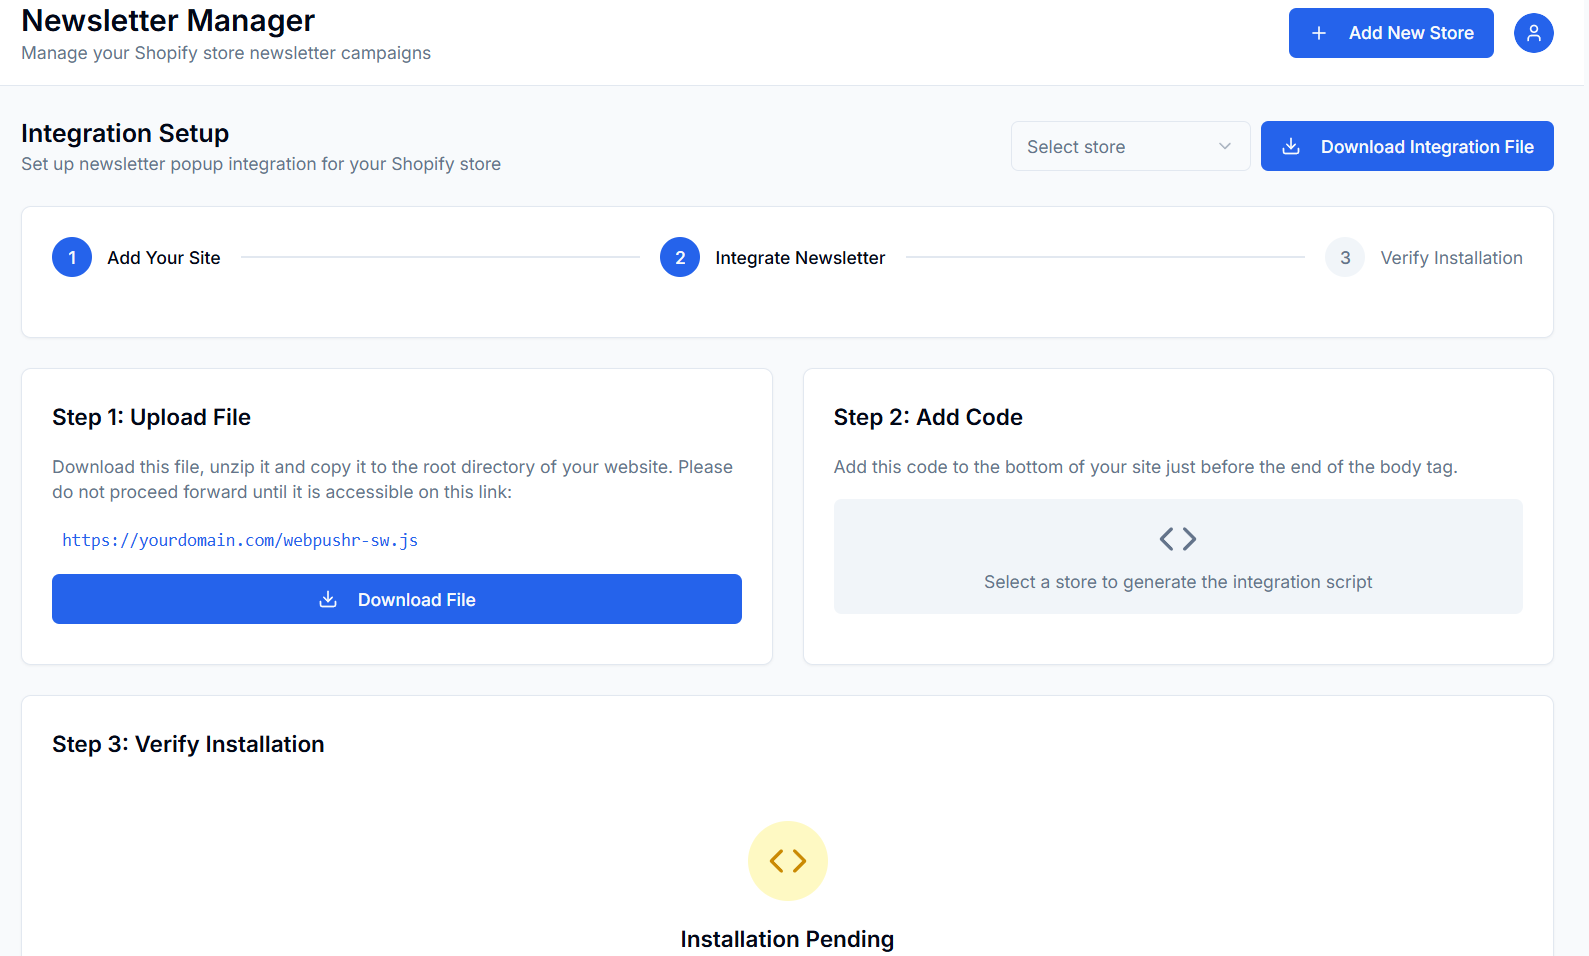 Newsletter Manager
Manage your Shopify store newsletter campaigns
Add New Store
Integration Setup
Set up newsletter popup integration for your Shopify store
Select store
Download Integration File
1 Add Your Site
2 Integrate Newsletter
3 Verify Installation
Step 1: Upload File
Download this file, unzip it and copy it to the root directory of your website. Please
do not proceed forward until it is accessible on this link:
https://yourdomain.com/webpushr-sw.js
Download File
Step 2: Add Code
Add this code to the bottom of your site just before the end of the body tag.
Select a store to generate the integration script
Step 3: Verify Installation
Installation Pending